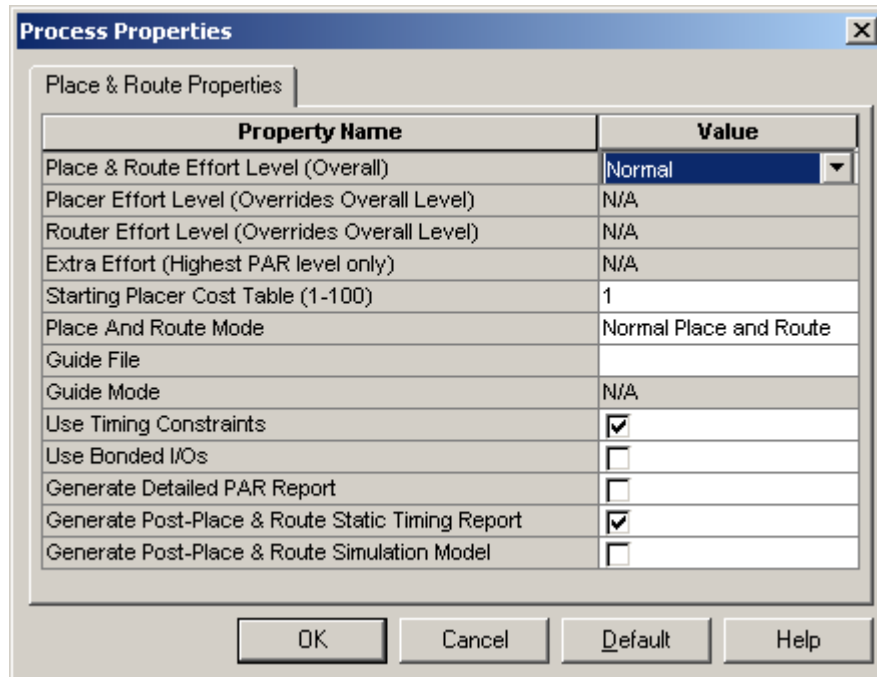 Process Properties
Place & Route Properties
Property Name Value
Place & Route Effort Level (Overall) Normal
Placer Effort Level (Overrides Overall Level) N/A
Router Effort Level (Overrides Overall Level) N/A
Extra Effort (Highest PAR level only) N/A
Starting Placer Cost Table (1-100) 1
Place And Route Mode Normal Place and Route
Guide File
Guide Mode N/A
Use Timing Constraints
Use Bonded I/Os
Generate Detailed PAR Report
Generate Post-Place & Route Static Timing Report
Generate Post-Place & Route Simulation Model
OK Cancel Default Help